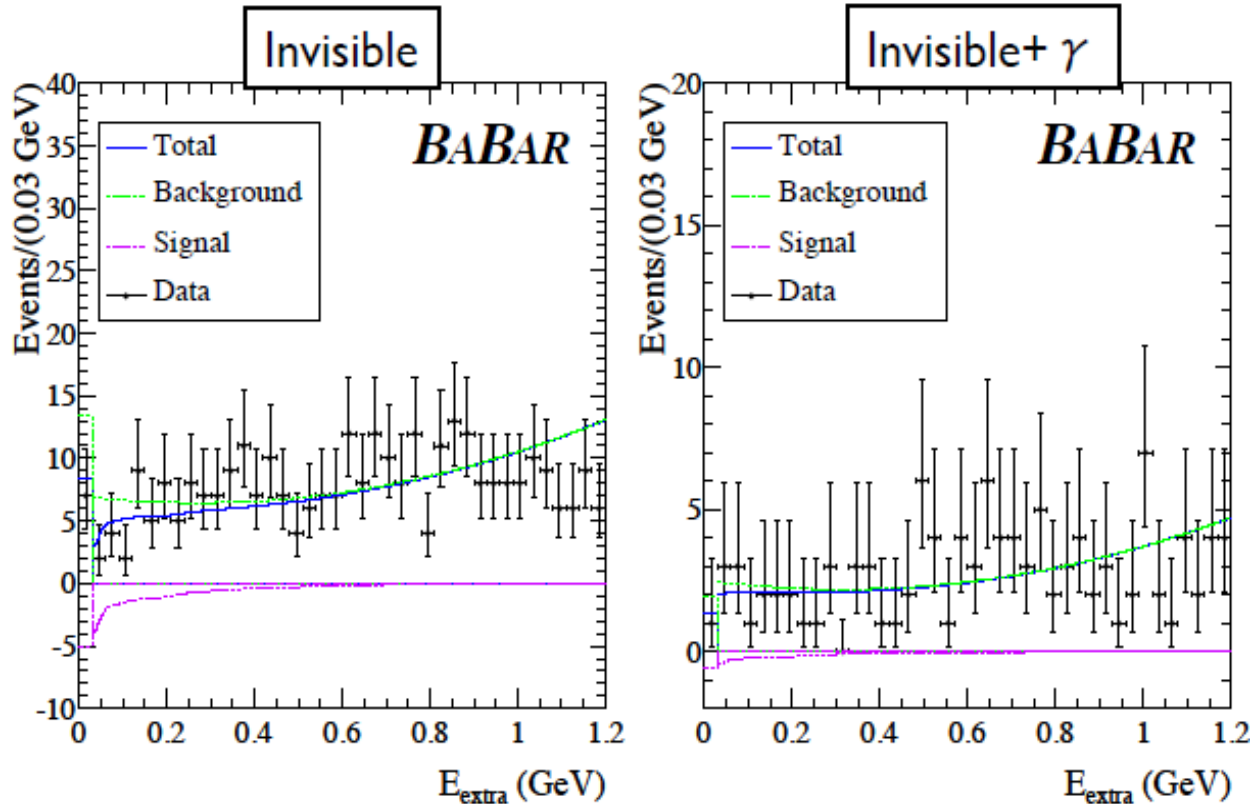 Invisible
Events/(0.03 GeV)
40
35
30
25
20
15
10
5
0
-5
-10
Total
Background
Signal
Data
BABAR
0
0.2
0.4
0.6
0.8
1
1.2
E_extra (GeV)
Invisible+ γ
Events/(0.03 GeV)
20
15
10
5
0
Total
Background
Signal
Data
BABAR
0
0.2
0.4
0.6
0.8
1
1.2
E_extra (GeV)